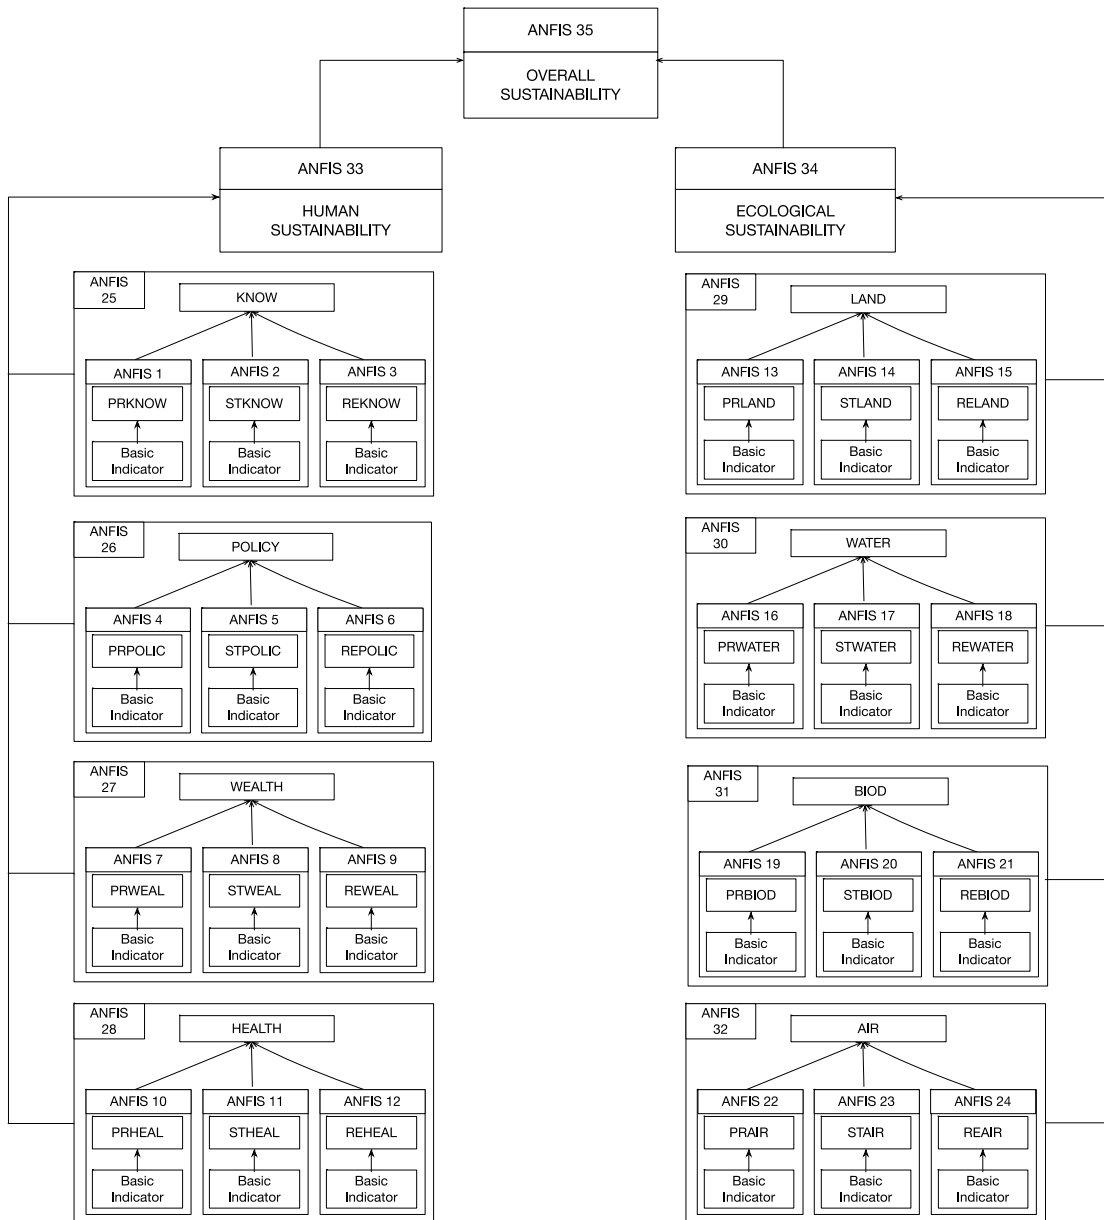 ANFIS 35
OVERALL
SUSTAINABILITY
ANFIS 33
HUMAN
SUSTAINABILITY
ANFIS 34
ECOLOGICAL
SUSTAINABILITY
ANFIS
25
KNOW
ANFIS 1
ANFIS 2
ANFIS 3
PRKNOW
STKNOW
REKNOW
Basic
Indicator
Basic
Indicator
Basic
Indicator
ANFIS
26
POLICY
ANFIS 4
ANFIS 5
ANFIS 6
PRPOLIC
STPOLIC
REPOLIC
Basic
Indicator
Basic
Indicator
Basic
Indicator
ANFIS
27
WEALTH
ANFIS 7
ANFIS 8
ANFIS 9
PRWEAL
STWEAL
REWEAL
Basic
Indicator
Basic
Indicator
Basic
Indicator
ANFIS
28
HEALTH
ANFIS 10
ANFIS 11
ANFIS 12
PRHEAL
STHEAL
REHEAL
Basic
Indicator
Basic
Indicator
Basic
Indicator
ANFIS
29
LAND
ANFIS 13
ANFIS 14
ANFIS 15
PRLAND
STLAND
RELAND
Basic
Indicator
Basic
Indicator
Basic
Indicator
ANFIS
30
WATER
ANFIS 16
ANFIS 17
ANFIS 18
PRWATER
STWATER
REWATER
Basic
Indicator
Basic
Indicator
Basic
Indicator
ANFIS
31
BIOD
ANFIS 19
ANFIS 20
ANFIS 21
PRBIOD
STBIOD
REBIOD
Basic
Indicator
Basic
Indicator
Basic
Indicator
ANFIS
32
AIR
ANFIS 22
ANFIS 23
ANFIS 24
PRAIR
STAIR
REAIR
Basic
Indicator
Basic
Indicator
Basic
Indicator